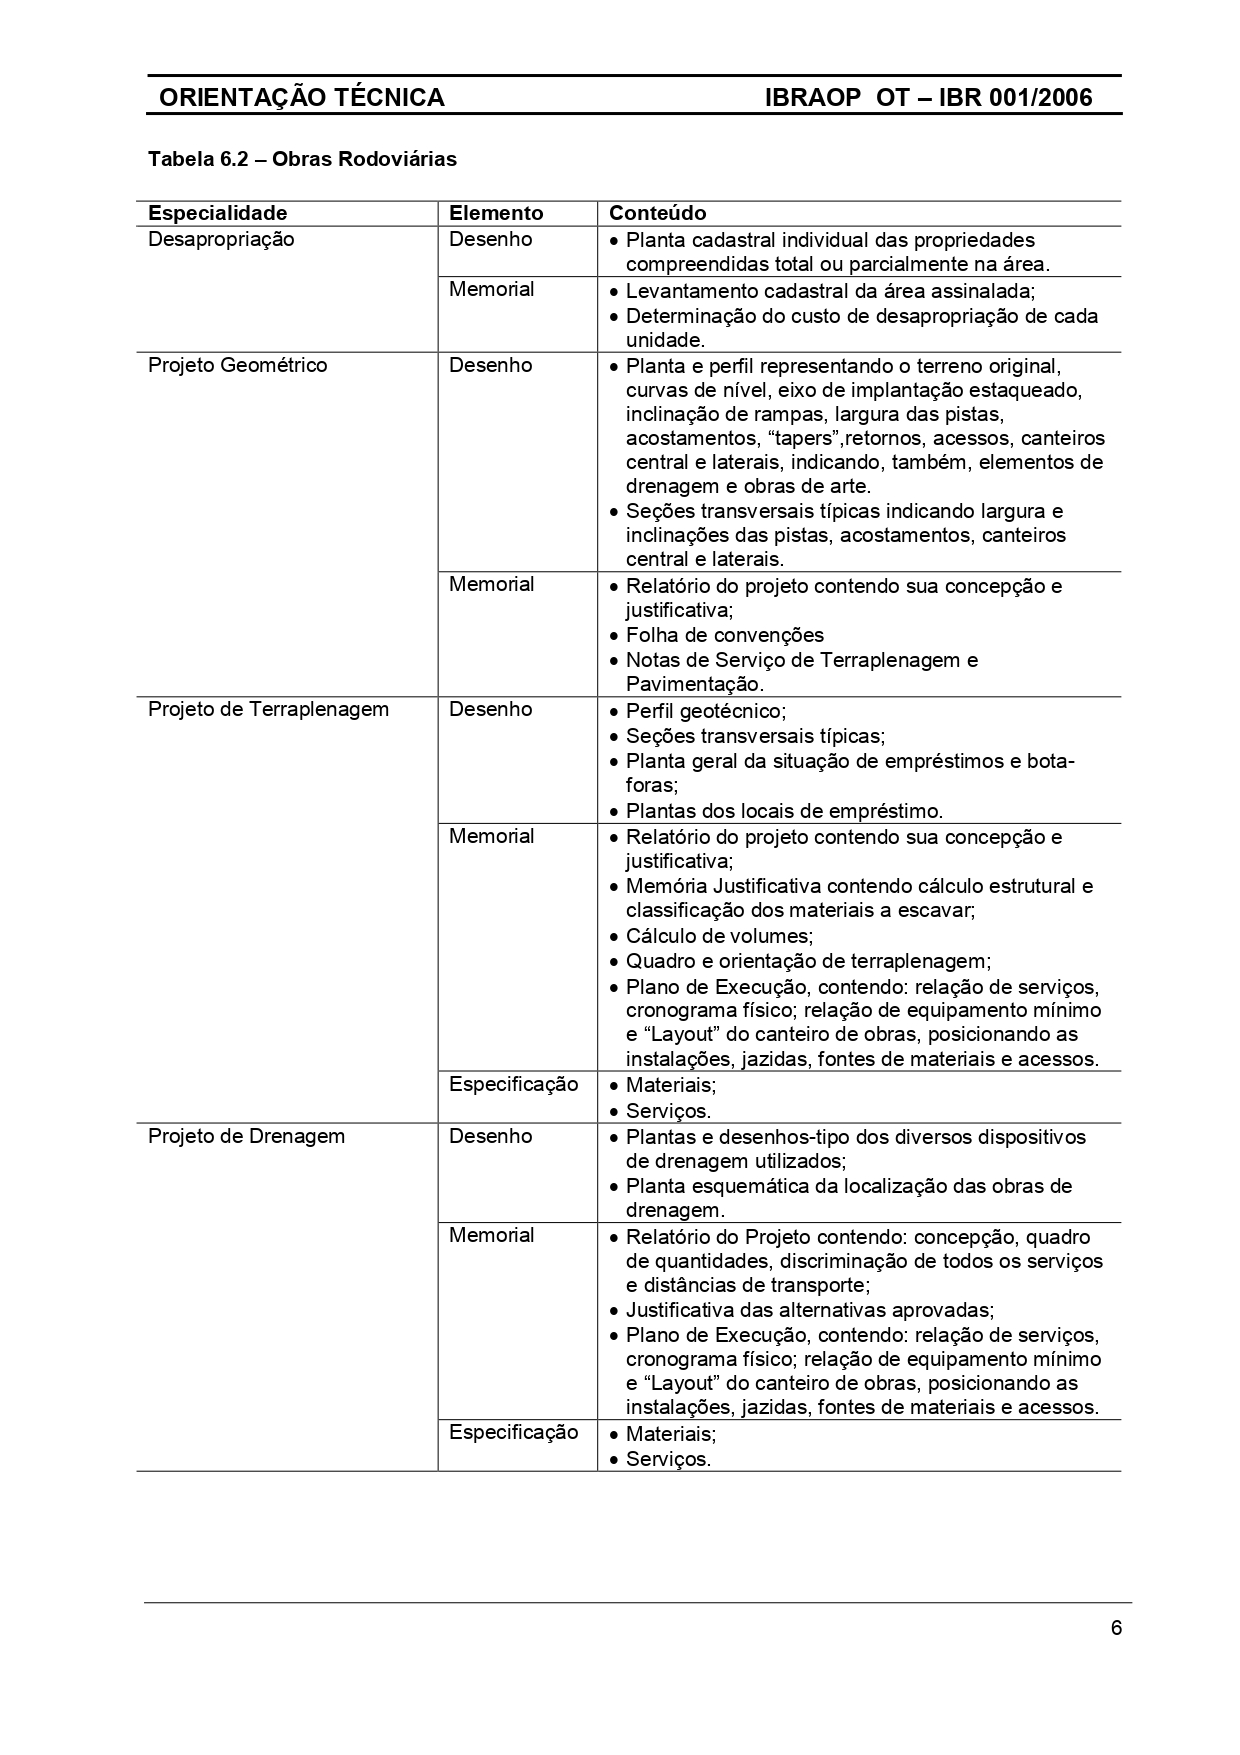 ORIENTAÇÃO TÉCNICA IBRAOP OT – IBR 001/2006
Tabela 6.2 – Obras Rodoviárias
Especialidade Elemento Conteúdo
Desapropriação Desenho • Planta cadastral individual das propriedades
compreendidas total ou parcialmente na área.
Memorial • Levantamento cadastral da área assinalada;
• Determinação do custo de desapropriação de cada
unidade.
Projeto Geométrico Desenho • Planta e perfil representando o terreno original,
curvas de nível, eixo de implantação estaqueado,
inclinação de rampas, largura das pistas,
acostamentos, “tapers”,retornos, acessos, canteiros
central e laterais, indicando, também, elementos de
drenagem e obras de arte.
• Seções transversais típicas indicando largura e
inclinações das pistas, acostamentos, canteiros
central e laterais.
Memorial • Relatório do projeto contendo sua concepção e
justificativa;
• Folha de convenções
• Notas de Serviço de Terraplenagem e
Pavimentação.
Projeto de Terraplenagem Desenho • Perfil geotécnico;
• Seções transversais típicas;
• Planta geral da situação de empréstimos e bota-
foras;
• Plantas dos locais de empréstimo.
Memorial • Relatório do projeto contendo sua concepção e
justificativa;
• Memória Justificativa contendo cálculo estrutural e
classificação dos materiais a escavar;
• Cálculo de volumes;
• Quadro e orientação de terraplenagem;
• Plano de Execução, contendo: relação de serviços,
cronograma físico; relação de equipamento mínimo
e “Layout” do canteiro de obras, posicionando as
instalações, jazidas, fontes de materiais e acessos.
Especificação • Materiais;
• Serviços.
Projeto de Drenagem Desenho • Plantas e desenhos-tipo dos diversos dispositivos
de drenagem utilizados;
• Planta esquemática da localização das obras de
drenagem.
Memorial • Relatório do Projeto contendo: concepção, quadro
de quantidades, discriminação de todos os serviços
e distâncias de transporte;
• Justificativa das alternativas aprovadas;
• Plano de Execução, contendo: relação de serviços,
cronograma físico; relação de equipamento mínimo
e “Layout” do canteiro de obras, posicionando as
instalações, jazidas, fontes de materiais e acessos.
Especificação • Materiais;
• Serviços.
6